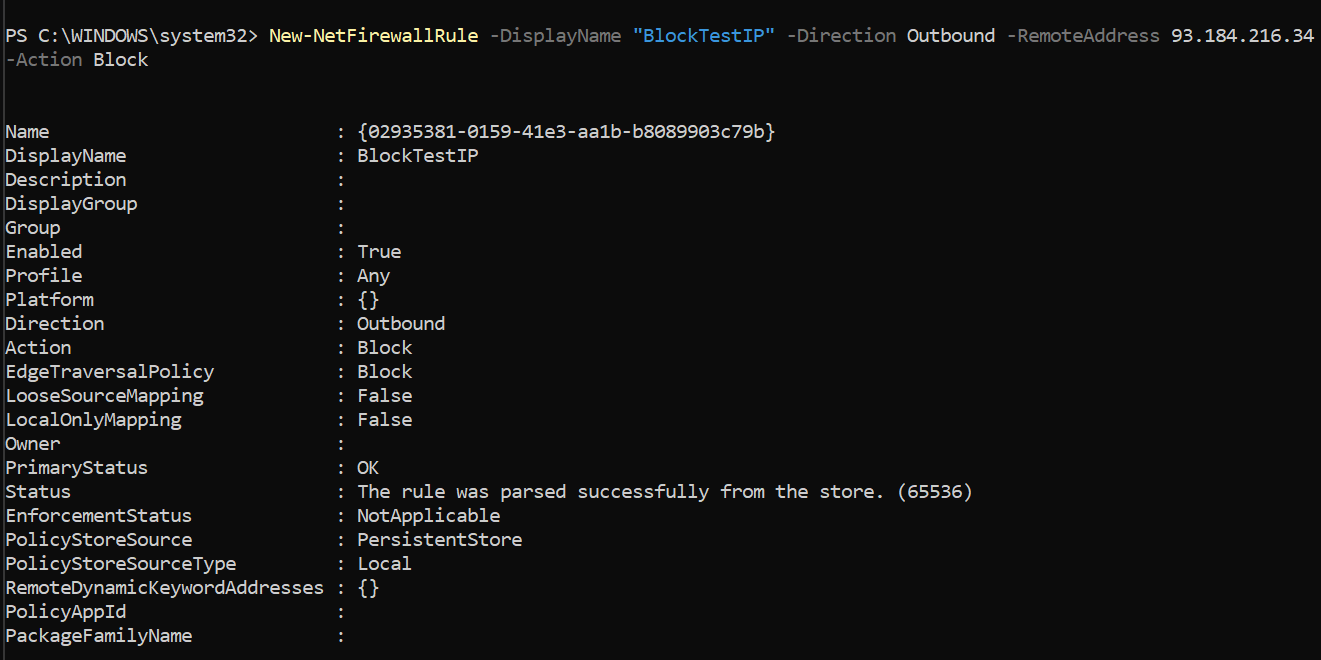 PS C:\WINDOWS\system32> New-NetFirewallRule -DisplayName "BlockTestIP" -Direction Outbound -RemoteAddress 93.184.216.34
-Action Block
Name                             : {02935381-0159-41e3-aa1b-b8089903c79b}
DisplayName                      : BlockTestIP
Description                      :
DisplayGroup                     :
Group                            :
Enabled                          : True
Profile                          : Any
Platform                         : {}
Direction                        : Outbound
Action                           : Block
EdgeTraversalPolicy              : Block
LooseSourceMapping               : False
LocalOnlyMapping                 : False
Owner                            :
PrimaryStatus                    : OK
Status                           : The rule was parsed successfully from the store. (65536)
EnforcementStatus                : NotApplicable
PolicyStoreSource                : PersistentStore
PolicyStoreSourceType            : Local
RemoteDynamicKeywordAddresses : {}
PolicyAppId                      :
PackageFamilyName                :